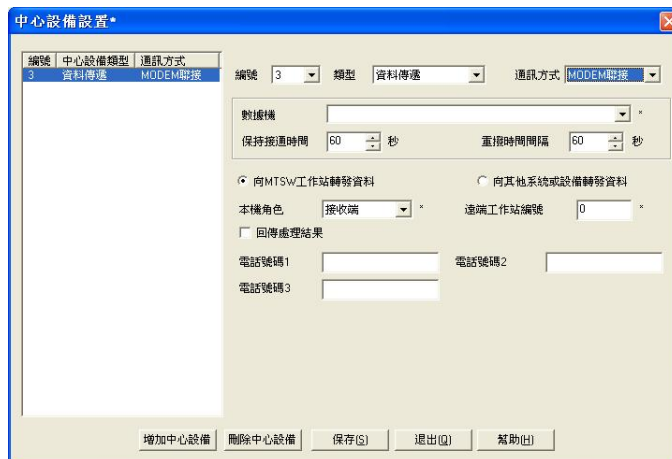 中心設備設置*
編號 中心設備類型 通訊方式
3 資料傳遞 MODEM聯接
編號 3 類型 資料傳遞 通訊方式 MODEM聯接
數據機 *
保持接通時間 60 秒 重撥時間間隔 60 秒
向MTSW工作站轉發資料 向其他系統或設備轉發資料
本機角色 接收端 * 遠端工作站編號 0 *
回傳處理結果
電話號碼1 電話號碼2
電話號碼3
增加中心設備 刪除中心設備 保存(S) 退出(Q) 幫助(H)